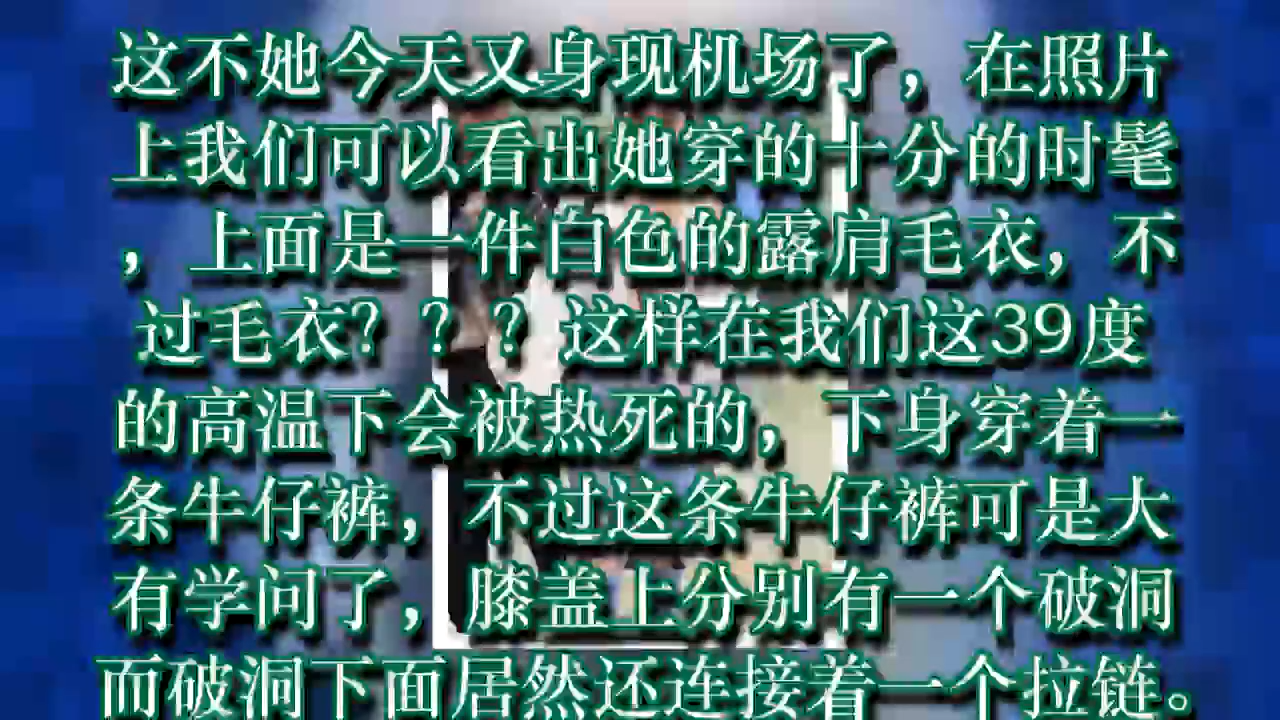 这不她今天又身现机场了，在照片
上我们可以看出她穿的十分的时髦
，上面是一件白色的露肩毛衣，不
过毛衣？？？这样在我们这39度
的高温下会被热死的，下身穿着一
条牛仔裤，不过这条牛仔裤可是大
有学问了，膝盖上分别有一个破洞
而破洞下面居然还连接着一个拉链。